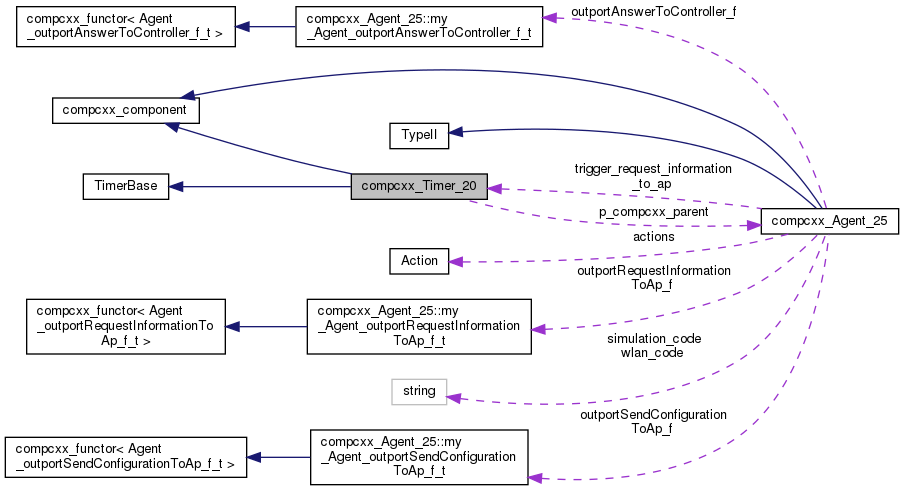 outportAnswerToController_f
compcxx_functor< Agent
_outportAnswerToController_f_t >
compcxx_Agent_25::my
_Agent_outportAnswerToController_f_t
compcxx_component
TypeII
trigger_request_information
_to_ap
TimerBase
compcxx_Timer_20
p_compcxx_parent
compcxx_Agent_25
actions
Action
outportRequestInformation
ToAp_f
compcxx_functor< Agent
_outportRequestInformationTo
Ap_f_t >
compcxx_Agent_25::my
_Agent_outportRequestInformation
ToAp_f_t
simulation_code
wlan_code
string
outportSendConfiguration
ToAp_f
compcxx_functor< Agent
_outportSendConfigurationToAp_f_t >
compcxx_Agent_25::my
_Agent_outportSendConfiguration
ToAp_f_t